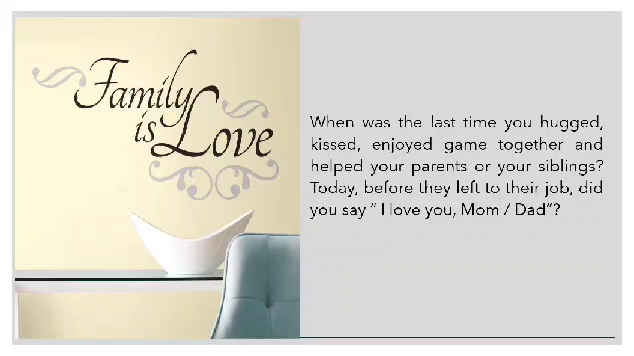 Family
is
Love
When was the last time you hugged,
kissed, enjoyed game together and
helped your parents or your siblings?
Today, before they left to their job, did
you say “ I love you, Mom / Dad”?